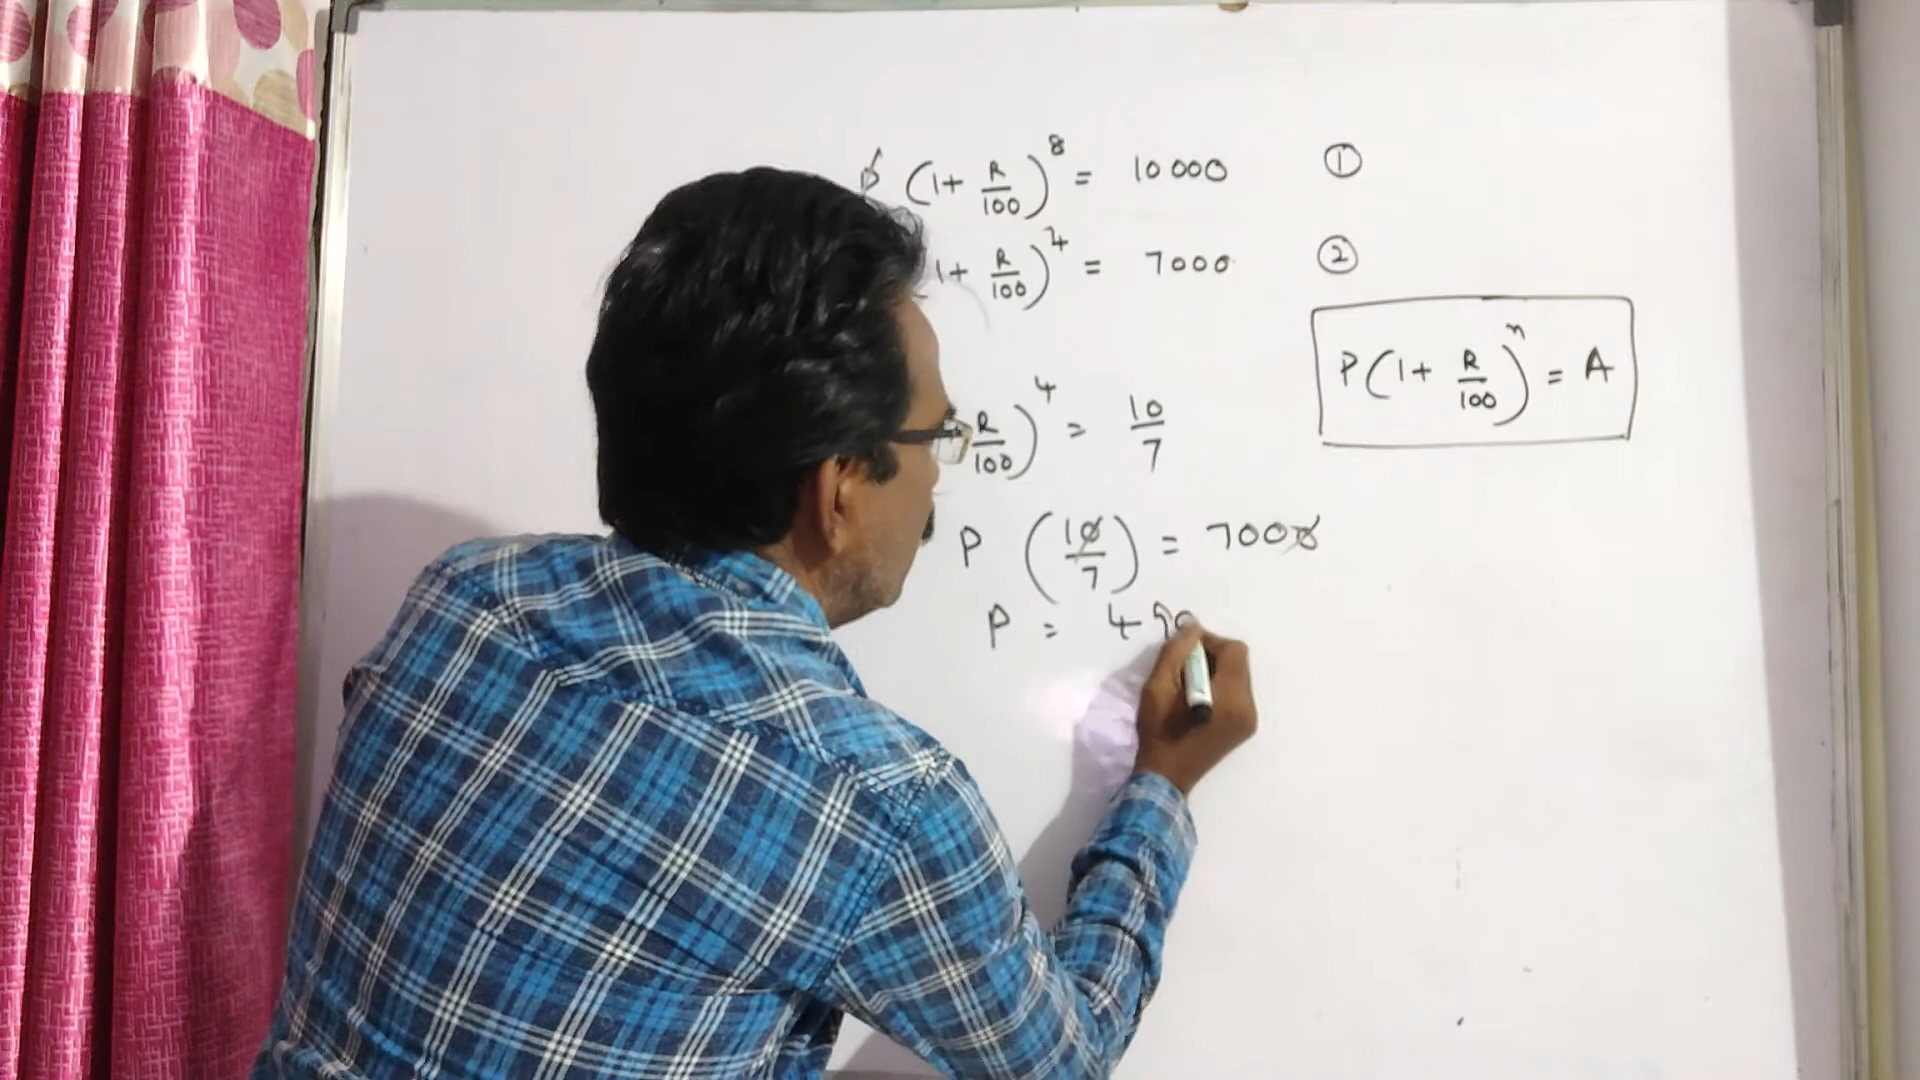 P (1 + R/100)^8 = 10000 ①
1 + R/100)^4 = 7000 ②
P(1 + R/100)^n = A
R/100)^4 = 10/7
P (10/7) = 7000
P = 490